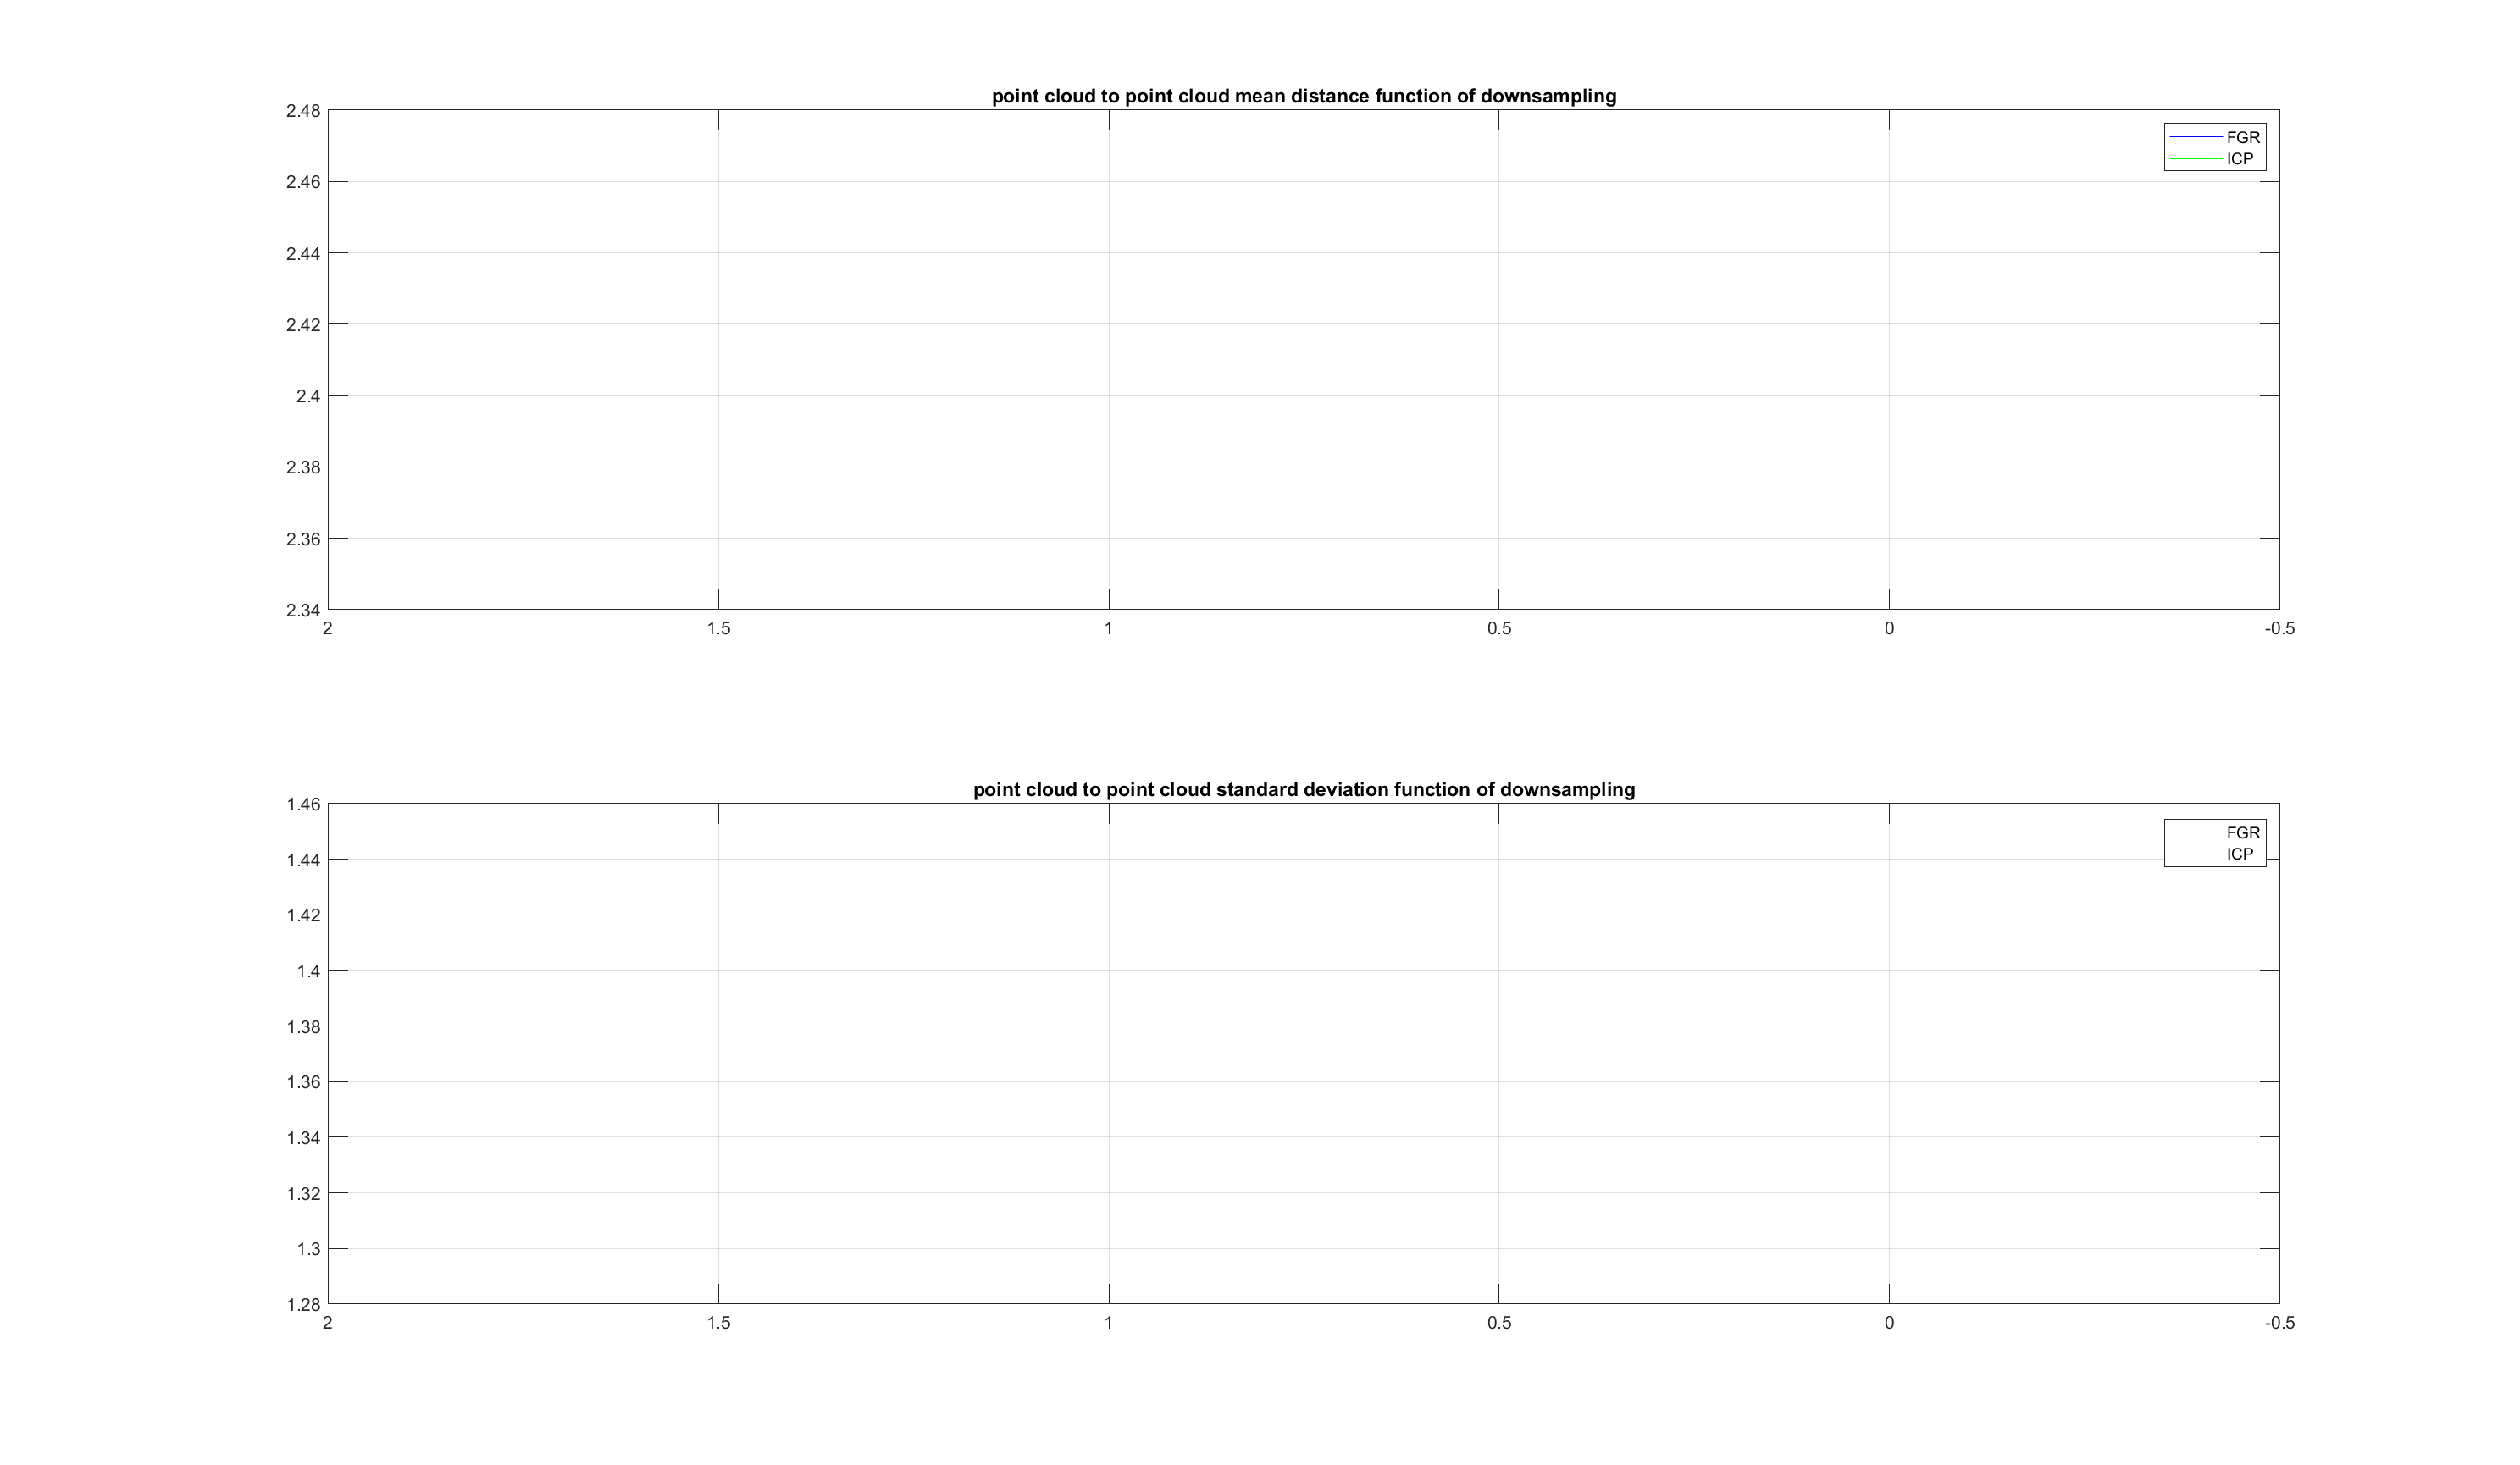 point cloud to point cloud mean distance function of downsampling
2.48
FGR
ICP
2.46
2.44
2.42
2.4
2.38
2.36
2.34
2 1.5 1 0.5 0 -0.5
point cloud to point cloud standard deviation function of downsampling
1.46
FGR
ICP
1.44
1.42
1.4
1.38
1.36
1.34
1.32
1.3
1.28
2 1.5 1 0.5 0 -0.5